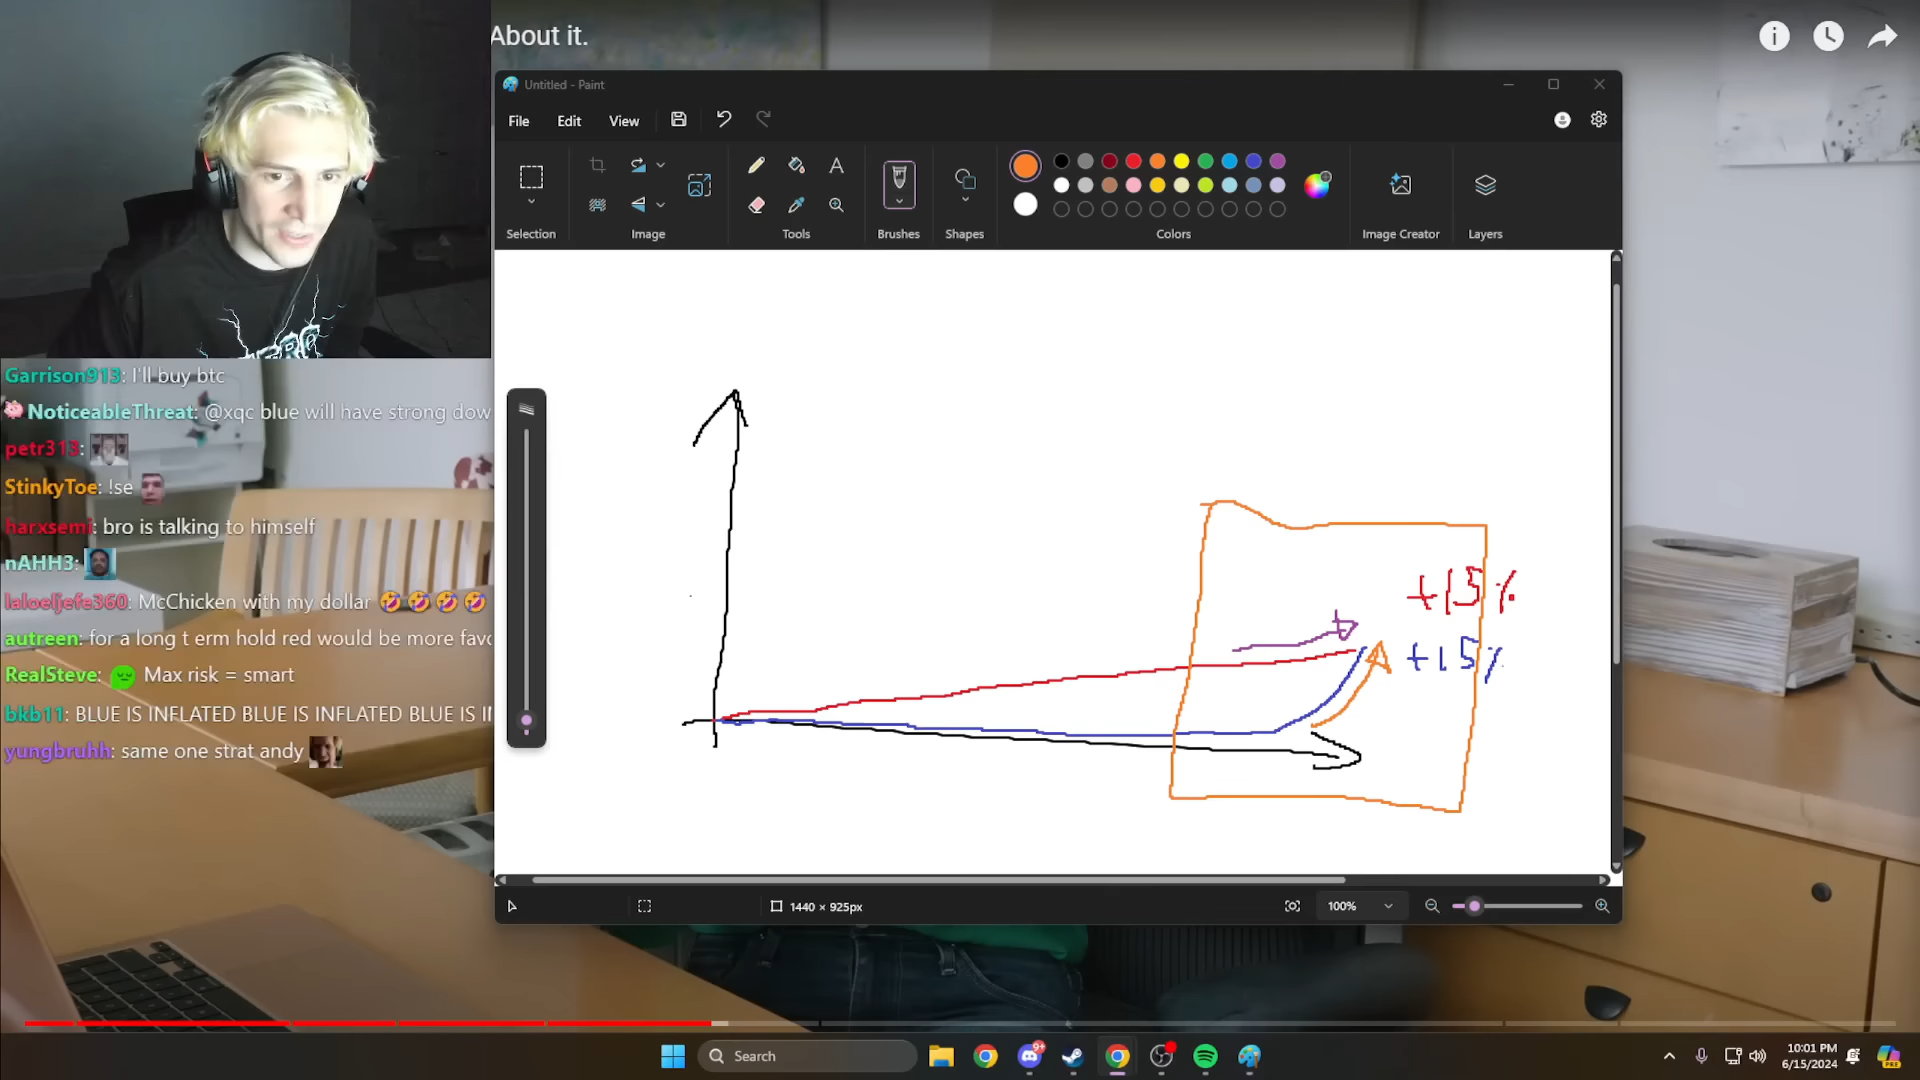 About it.
Untitled - Paint
File Edit View
Selection Image Tools Brushes Shapes Colors Image Creator Layers
Garrison913: I'll buy btc
NoticeableThreat: @xqc blue will have strong dow
petr313:
StinkyToe: !se
harxsemi: bro is talking to himself
nAHH3:
laloeljefe360: McChicken with my dollar
autreen: for a long t erm hold red would be more favo
RealSteve: Max risk = smart
bkb11: BLUE IS INFLATED BLUE IS INFLATED BLUE IS II
yungbruhh: same one strat andy
+15%
+15%
1440 × 925px
100%
Search
9+
10:01 PM
6/15/2024
PRE